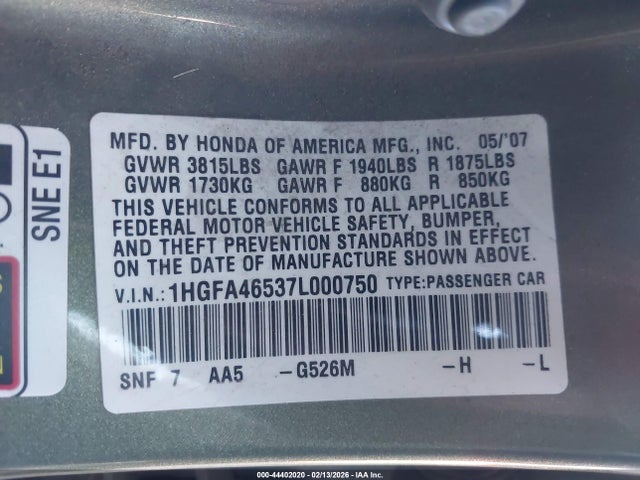 MFD. BY HONDA OF AMERICA MFG., INC. 05/'07
GVWR 3815LBS GAWR F 1940LBS R 1875LBS
GVWR 1730KG GAWR F 880KG R 850KG
THIS VEHICLE CONFORMS TO ALL APPLICABLE
FEDERAL MOTOR VEHICLE SAFETY, BUMPER,
AND THEFT PREVENTION STANDARDS IN EFFECT
ON THE DATE OF MANUFACTURE SHOWN ABOVE.
V.I.N.: 1HGFA46537L000750 TYPE:PASSENGER CAR
SNF 7 AA5 -G526M -H -L
SNE E1
000-44402020 - 02/13/2026 - IAA Inc.